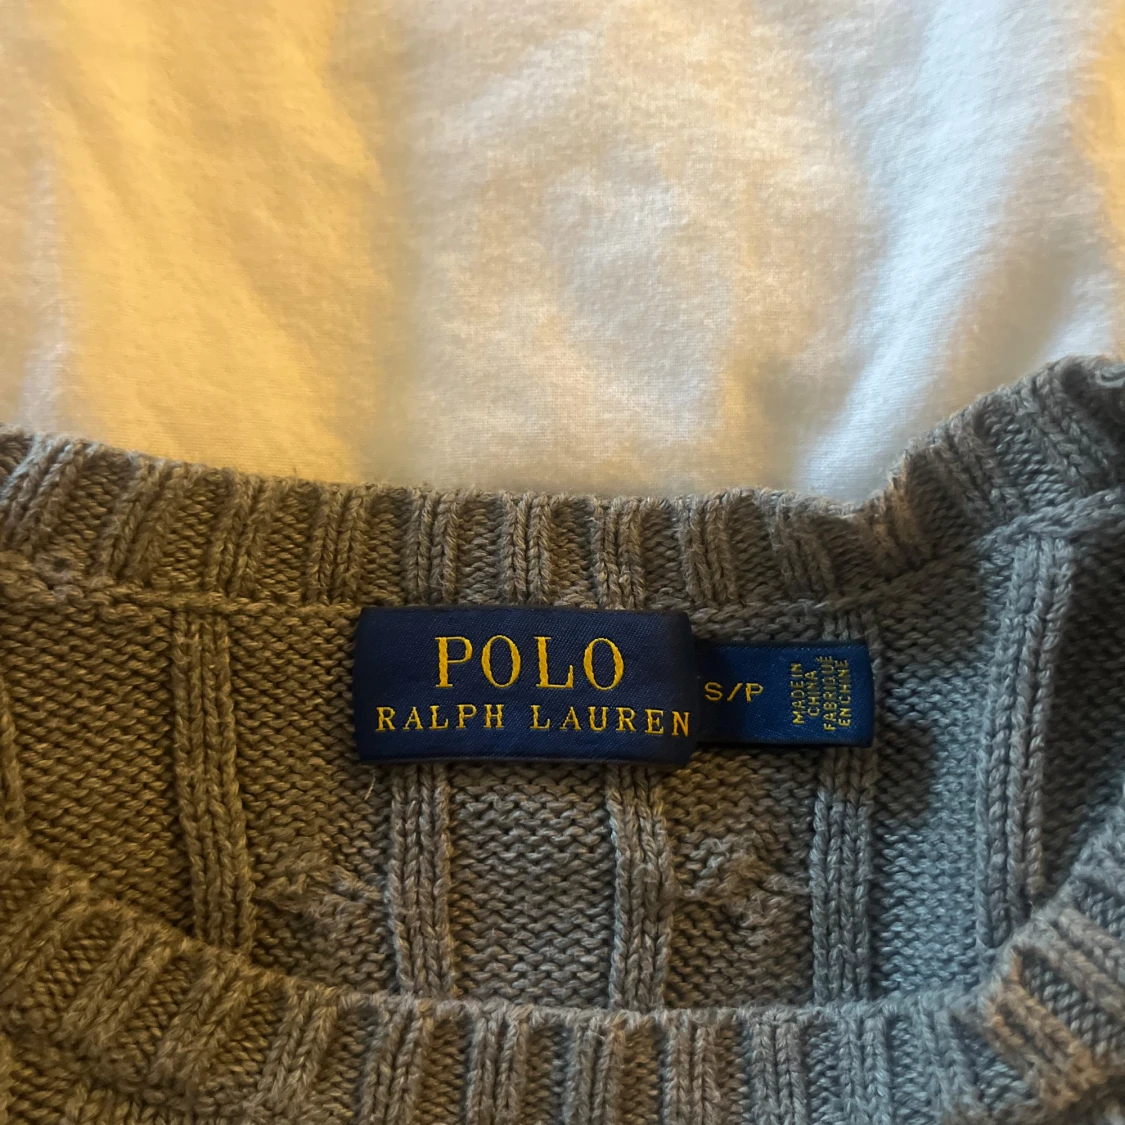 POLO
RALPH LAUREN
S/P
MADE IN
CHINA
FABRIQUÉ
EN CHINE